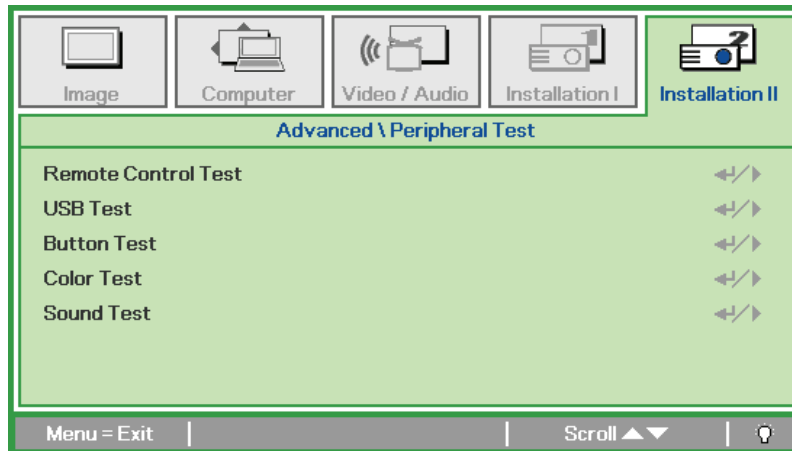 Image Computer Video / Audio Installation I Installation II
Advanced \ Peripheral Test
Remote Control Test
USB Test
Button Test
Color Test
Sound Test
Menu = Exit Scroll